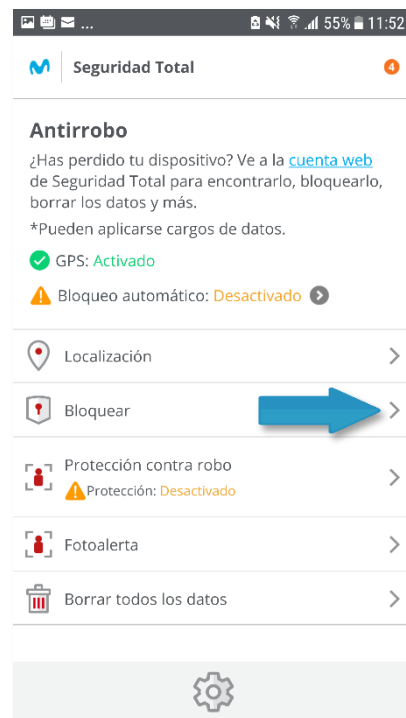 ... 55% 11:52
Seguridad Total 4
Antirrobo
¿Has perdido tu dispositivo? Ve a la cuenta web
de Seguridad Total para encontrarlo, bloquearlo,
borrar los datos y más.
*Pueden aplicarse cargos de datos.
GPS: Activado
Bloqueo automático: Desactivado
Localización
Bloquear
Protección contra robo
Protección: Desactivado
Fotoalerta
Borrar todos los datos